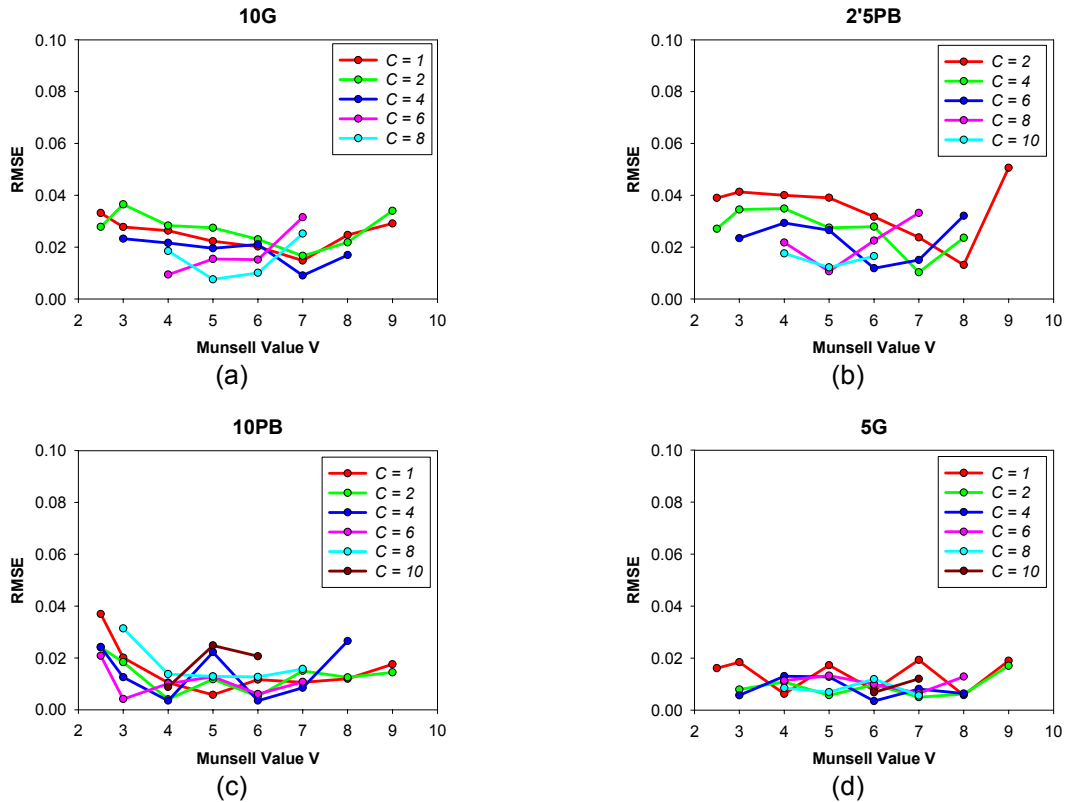 10G
0.10
0.08
0.06
0.04
0.02
0.00
RMSE
C = 1
C = 2
C = 4
C = 6
C = 8
2 3 4 5 6 7 8 9 10
Munsell Value V
(a)
2'5PB
0.10
0.08
0.06
0.04
0.02
0.00
RMSE
C = 2
C = 4
C = 6
C = 8
C = 10
2 3 4 5 6 7 8 9 10
Munsell Value V
(b)
10PB
0.10
0.08
0.06
0.04
0.02
0.00
RMSE
C = 1
C = 2
C = 4
C = 6
C = 8
C = 10
2 3 4 5 6 7 8 9 10
Munsell Value V
(c)
5G
0.10
0.08
0.06
0.04
0.02
0.00
RMSE
C = 1
C = 2
C = 4
C = 6
C = 8
C = 10
2 3 4 5 6 7 8 9 10
Munsell Value V
(d)